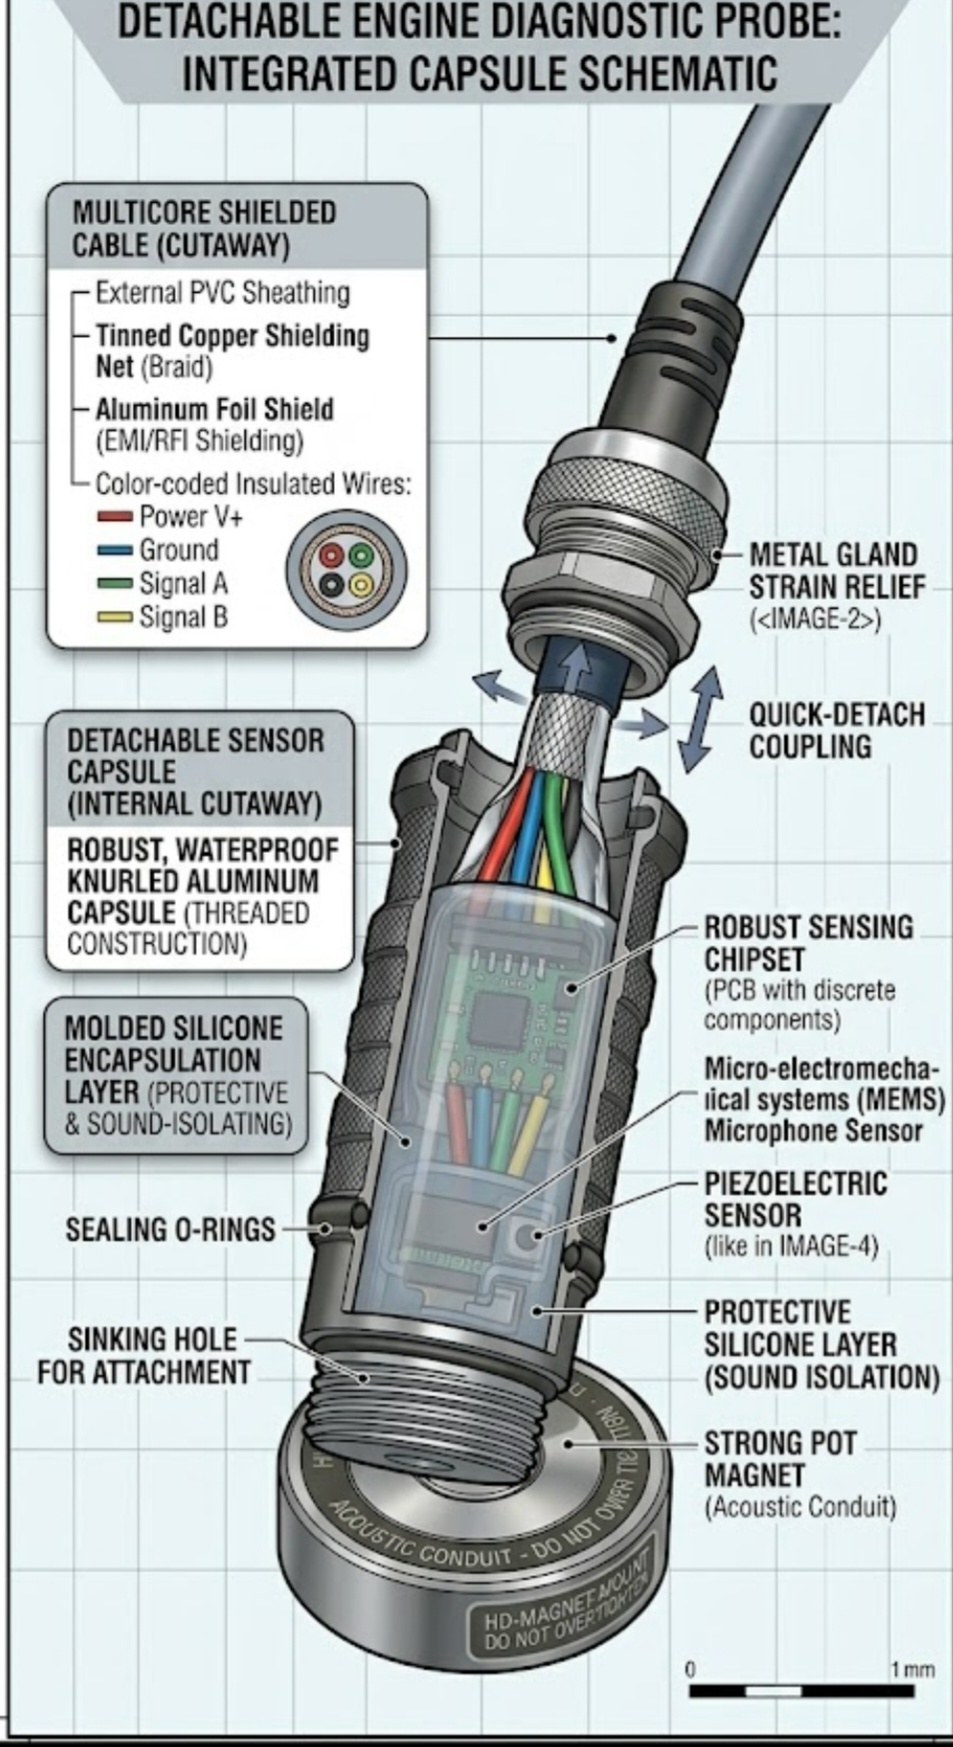 DETACHABLE ENGINE DIAGNOSTIC PROBE:
INTEGRATED CAPSULE SCHEMATIC
MULTICORE SHIELDED
CABLE (CUTAWAY)
External PVC Sheathing
Tinned Copper Shielding
Net (Braid)
Aluminum Foil Shield
(EMI/RFI Shielding)
Color-coded Insulated Wires:
Power V+
Ground
Signal A
Signal B
METAL GLAND
STRAIN RELIEF
(<IMAGE-2>)
QUICK-DETACH
COUPLING
DETACHABLE SENSOR
CAPSULE
(INTERNAL CUTAWAY)
ROBUST, WATERPROOF
KNURLED ALUMINUM
CAPSULE (THREADED
CONSTRUCTION)
ROBUST SENSING
CHIPSET
(PCB with discrete
components)
MOLDED SILICONE
ENCAPSULATION
LAYER (PROTECTIVE
& SOUND-ISOLATING)
Micro-electromecha-
ical systems (MEMS)
Microphone Sensor
PIEZOELECTRIC
SENSOR
(like in IMAGE-4)
SEALING O-RINGS
PROTECTIVE
SILICONE LAYER
(SOUND ISOLATION)
SINKING HOLE
FOR ATTACHMENT
STRONG POT
MAGNET
(Acoustic Conduit)
ACOUSTIC CONDUIT - DO NOT
HD-MAGNET MOUNT
DO NOT OVERTIGHTEN
0 1 mm